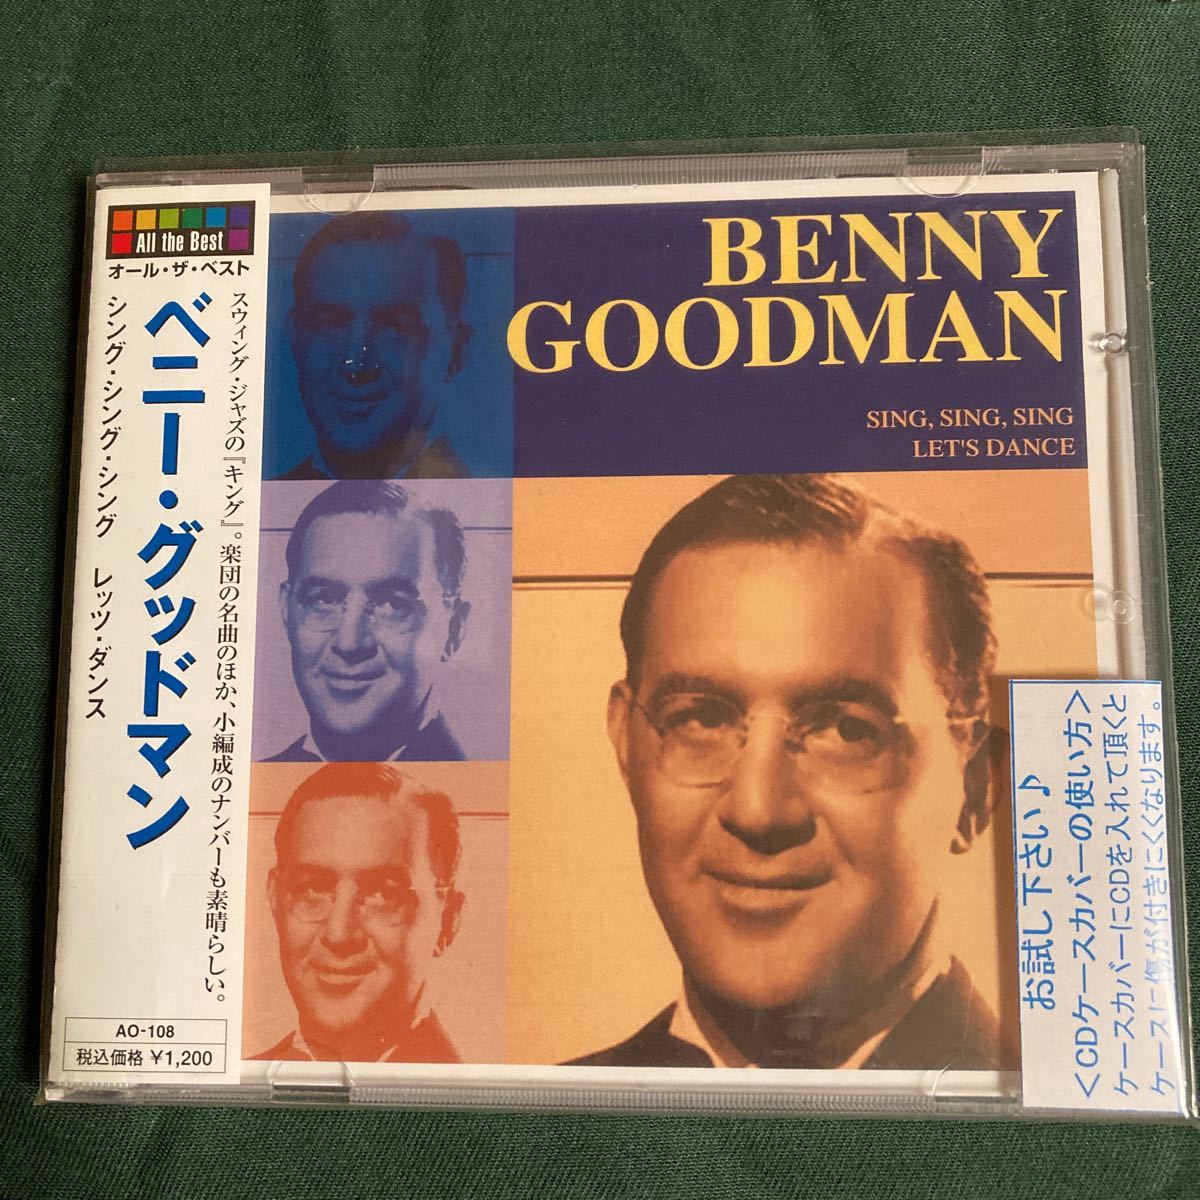 All the Best
オール・ザ・ベスト
スウィング・ジャズの『キング』。楽団の名曲のほか、小編成のナンバーも素晴らしい。
ベニー・グッドマン
シング・シング・シング レッツ・ダンス
AO-108
税込価格 ¥1,200
BENNY
GOODMAN
SING, SING, SING
LET'S DANCE
お試し下さい♪
<CDケースカバーの使い方>
ケースカバーにCDを入れて頂くと
ケースに傷が付きにくくなります。